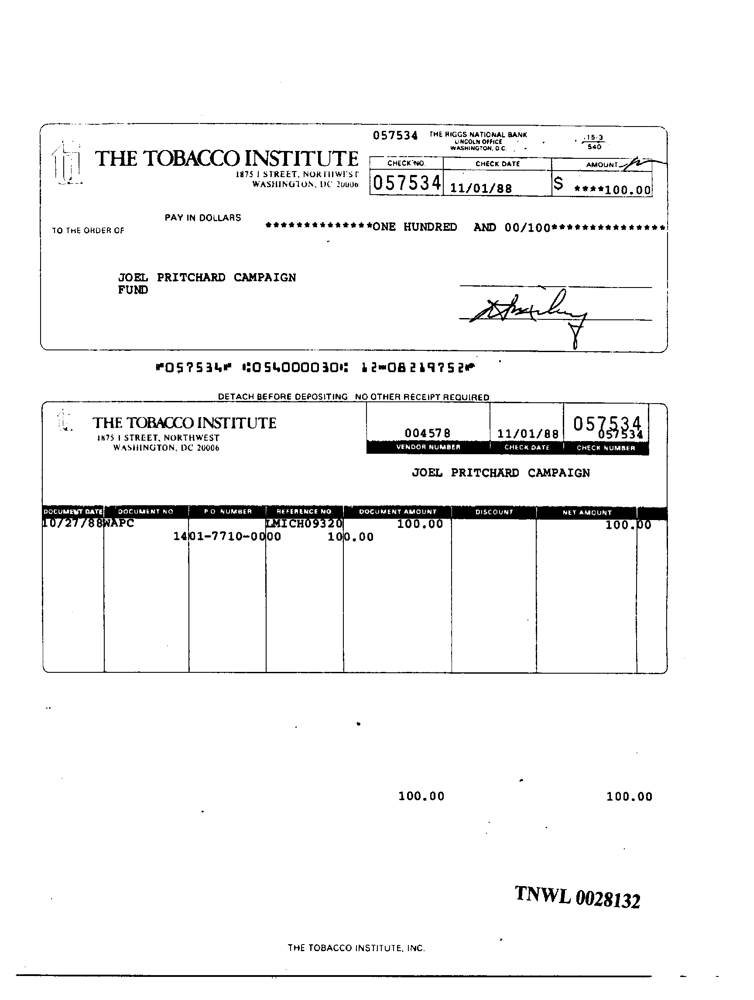 057534 THE RIGGS NATIONAL BANK
LINCOLN OFFICE
WASHINGTON, D.C.
15-3
540
THE TOBACCO INSTITUTE
1875 I STREET, NORTHWEST
WASHINGTON, DC 20006
CHECK NO. CHECK DATE AMOUNT
057534 11/01/88 $ ****100.00
PAY IN DOLLARS
TO THE ORDER OF
**************ONE HUNDRED AND 00/100***************
JOEL PRITCHARD CAMPAIGN
FUND
⑈057534⑈ ⑆054000030⑆ 12⑉08219752⑈
DETACH BEFORE DEPOSITING NO OTHER RECEIPT REQUIRED
THE TOBACCO INSTITUTE
1875 I STREET, NORTHWEST
WASHINGTON, DC 20006
004578 11/01/88 057534
057534
VENDOR NUMBER CHECK DATE CHECK NUMBER
JOEL PRITCHARD CAMPAIGN
DOCUMENT DATE DOCUMENT NO P O NUMBER REFERENCE NO DOCUMENT AMOUNT DISCOUNT NET AMOUNT
10/27/88WAPC LMICH09320 100.00 100.00
1401-7710-0000 100.00
100.00 100.00
TNWL 0028132
THE TOBACCO INSTITUTE, INC.